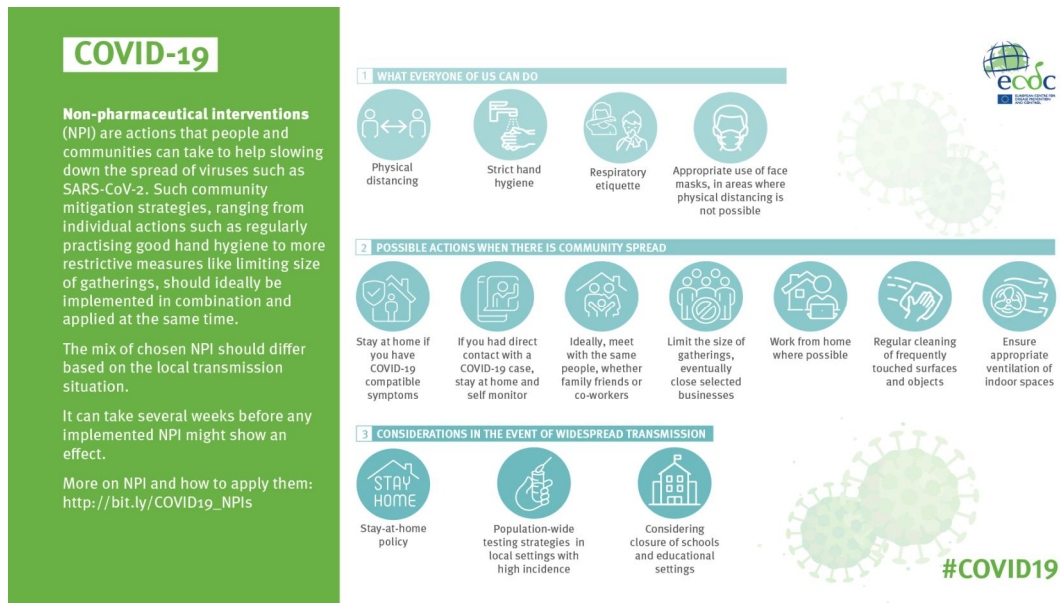 COVID-19
Non-pharmaceutical interventions
(NPI) are actions that people and
communities can take to help slowing
down the spread of viruses such as
SARS-CoV-2. Such community
mitigation strategies, ranging from
individual actions such as regularly
practising good hand hygiene to more
restrictive measures like limiting size
of gatherings, should ideally be
implemented in combination and
applied at the same time.
The mix of chosen NPI should differ
based on the local transmission
situation.
It can take several weeks before any
implemented NPI might show an
effect.
More on NPI and how to apply them:
http://bit.ly/COVID19_NPIs
ecdc
EUROPEAN CENTRE FOR
DISEASE PREVENTION
AND CONTROL
1 WHAT EVERYONE OF US CAN DO
Physical
distancing
Strict hand
hygiene
Respiratory
etiquette
Appropriate use of face
masks, in areas where
physical distancing is
not possible
2 POSSIBLE ACTIONS WHEN THERE IS COMMUNITY SPREAD
Stay at home if
you have
COVID-19
compatible
symptoms
If you had direct
contact with a
COVID-19 case,
stay at home and
self monitor
Ideally, meet
with the same
people, whether
family friends or
co-workers
Limit the size of
gatherings,
eventually
close selected
businesses
Work from home
where possible
Regular cleaning
of frequently
touched surfaces
and objects
Ensure
appropriate
ventilation of
indoor spaces
3 CONSIDERATIONS IN THE EVENT OF WIDESPREAD TRANSMISSION
STAY
HOME
Stay-at-home
policy
Population-wide
testing strategies in
local settings with
high incidence
Considering
closure of schools
and educational
settings
#COVID19